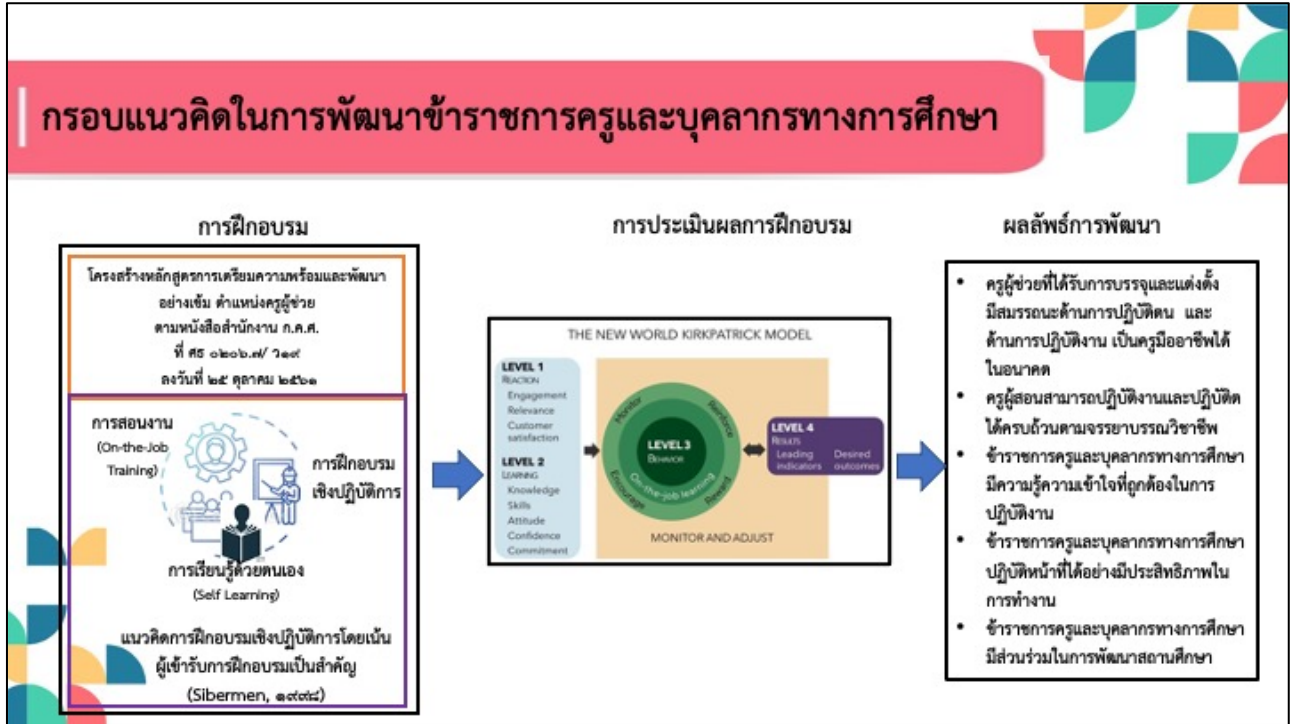 กรอบแนวคิดในการพัฒนาข้าราชการครูและบุคลากรทางการศึกษา
การฝึกอบรม
โครงสร้างหลักสูตรการเตรียมความพร้อมและพัฒนา
อย่างเข้ม ตำแหน่งครูผู้ช่วย
ตามหนังสือสำนักงาน ก.ค.ศ.
ที่ ศธ ๐๒๐๖.๗/ ว๑๙
ลงวันที่ ๒๕ ตุลาคม ๒๕๖๑
การสอนงาน
(On-the-Job
Training)
การฝึกอบรม
เชิงปฏิบัติการ
การเรียนรู้ด้วยตนเอง
(Self Learning)
แนวคิดการฝึกอบรมเชิงปฏิบัติการโดยเน้น
ผู้เข้ารับการฝึกอบรมเป็นสำคัญ
(Sibermen, ๑๙๙๘)
การประเมินผลการฝึกอบรม
THE NEW WORLD KIRKPATRICK MODEL
LEVEL 1
REACTION
Engagement
Relevance
Customer
satisfaction
LEVEL 2
LEARNING
Knowledge
Skills
Attitude
Confidence
Commitment
Monitor
Reinforce
Encourage
Reward
LEVEL 3
BEHAVIOR
On-the-job learning
MONITOR AND ADJUST
LEVEL 4
RESULTS
Leading indicators
Desired outcomes
ผลลัพธ์การพัฒนา
• ครูผู้ช่วยที่ได้รับการบรรจุและแต่งตั้ง
มีสมรรถนะด้านการปฏิบัติตน และ
ด้านการปฏิบัติงาน เป็นครูมืออาชีพได้
ในอนาคต
• ครูผู้สอนสามารถปฏิบัติงานและปฏิบัติต
ได้ครบถ้วนตามจรรยาบรรณวิชาชีพ
• ข้าราชการครูและบุคลากรทางการศึกษา
มีความรู้ความเข้าใจที่ถูกต้องในการ
ปฏิบัติงาน
• ข้าราชการครูและบุคลากรทางการศึกษา
ปฏิบัติหน้าที่ได้อย่างมีประสิทธิภาพใน
การทำงาน
• ข้าราชการครูและบุคลากรทางการศึกษา
มีส่วนร่วมในการพัฒนาสถานศึกษา